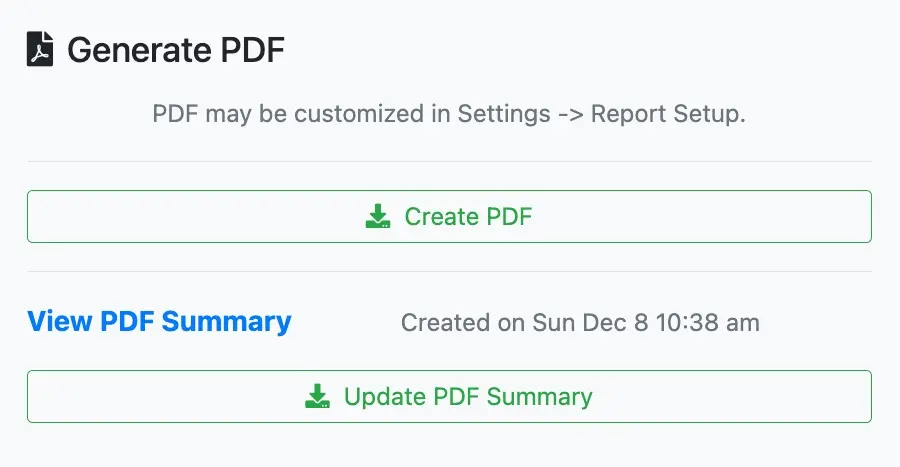 Generate PDF
PDF may be customized in Settings -> Report Setup.
Create PDF
View PDF Summary Created on Sun Dec 8 10:38 am
Update PDF Summary